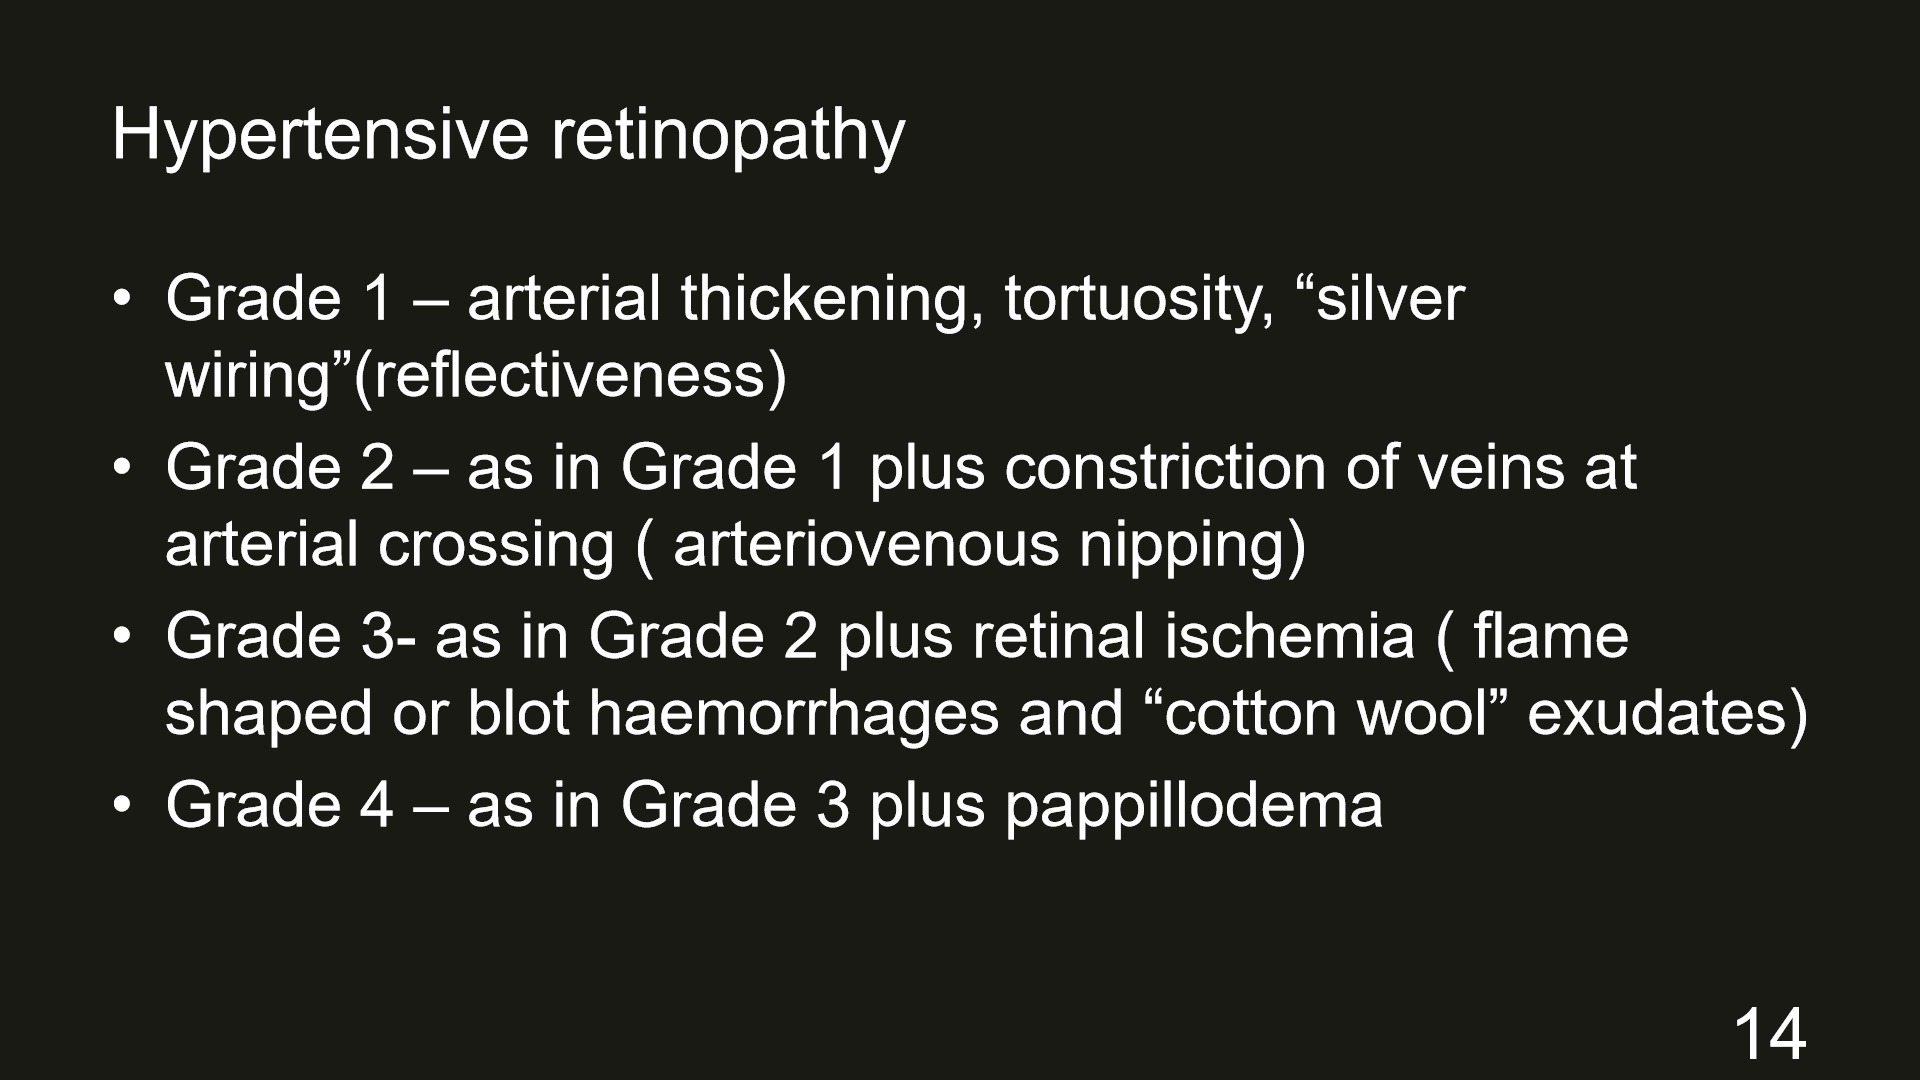 Hypertensive retinopathy
• Grade 1 – arterial thickening, tortuosity, “silver
wiring”(reflectiveness)
• Grade 2 – as in Grade 1 plus constriction of veins at
arterial crossing ( arteriovenous nipping)
• Grade 3- as in Grade 2 plus retinal ischemia ( flame
shaped or blot haemorrhages and “cotton wool” exudates)
• Grade 4 – as in Grade 3 plus pappillodema
14